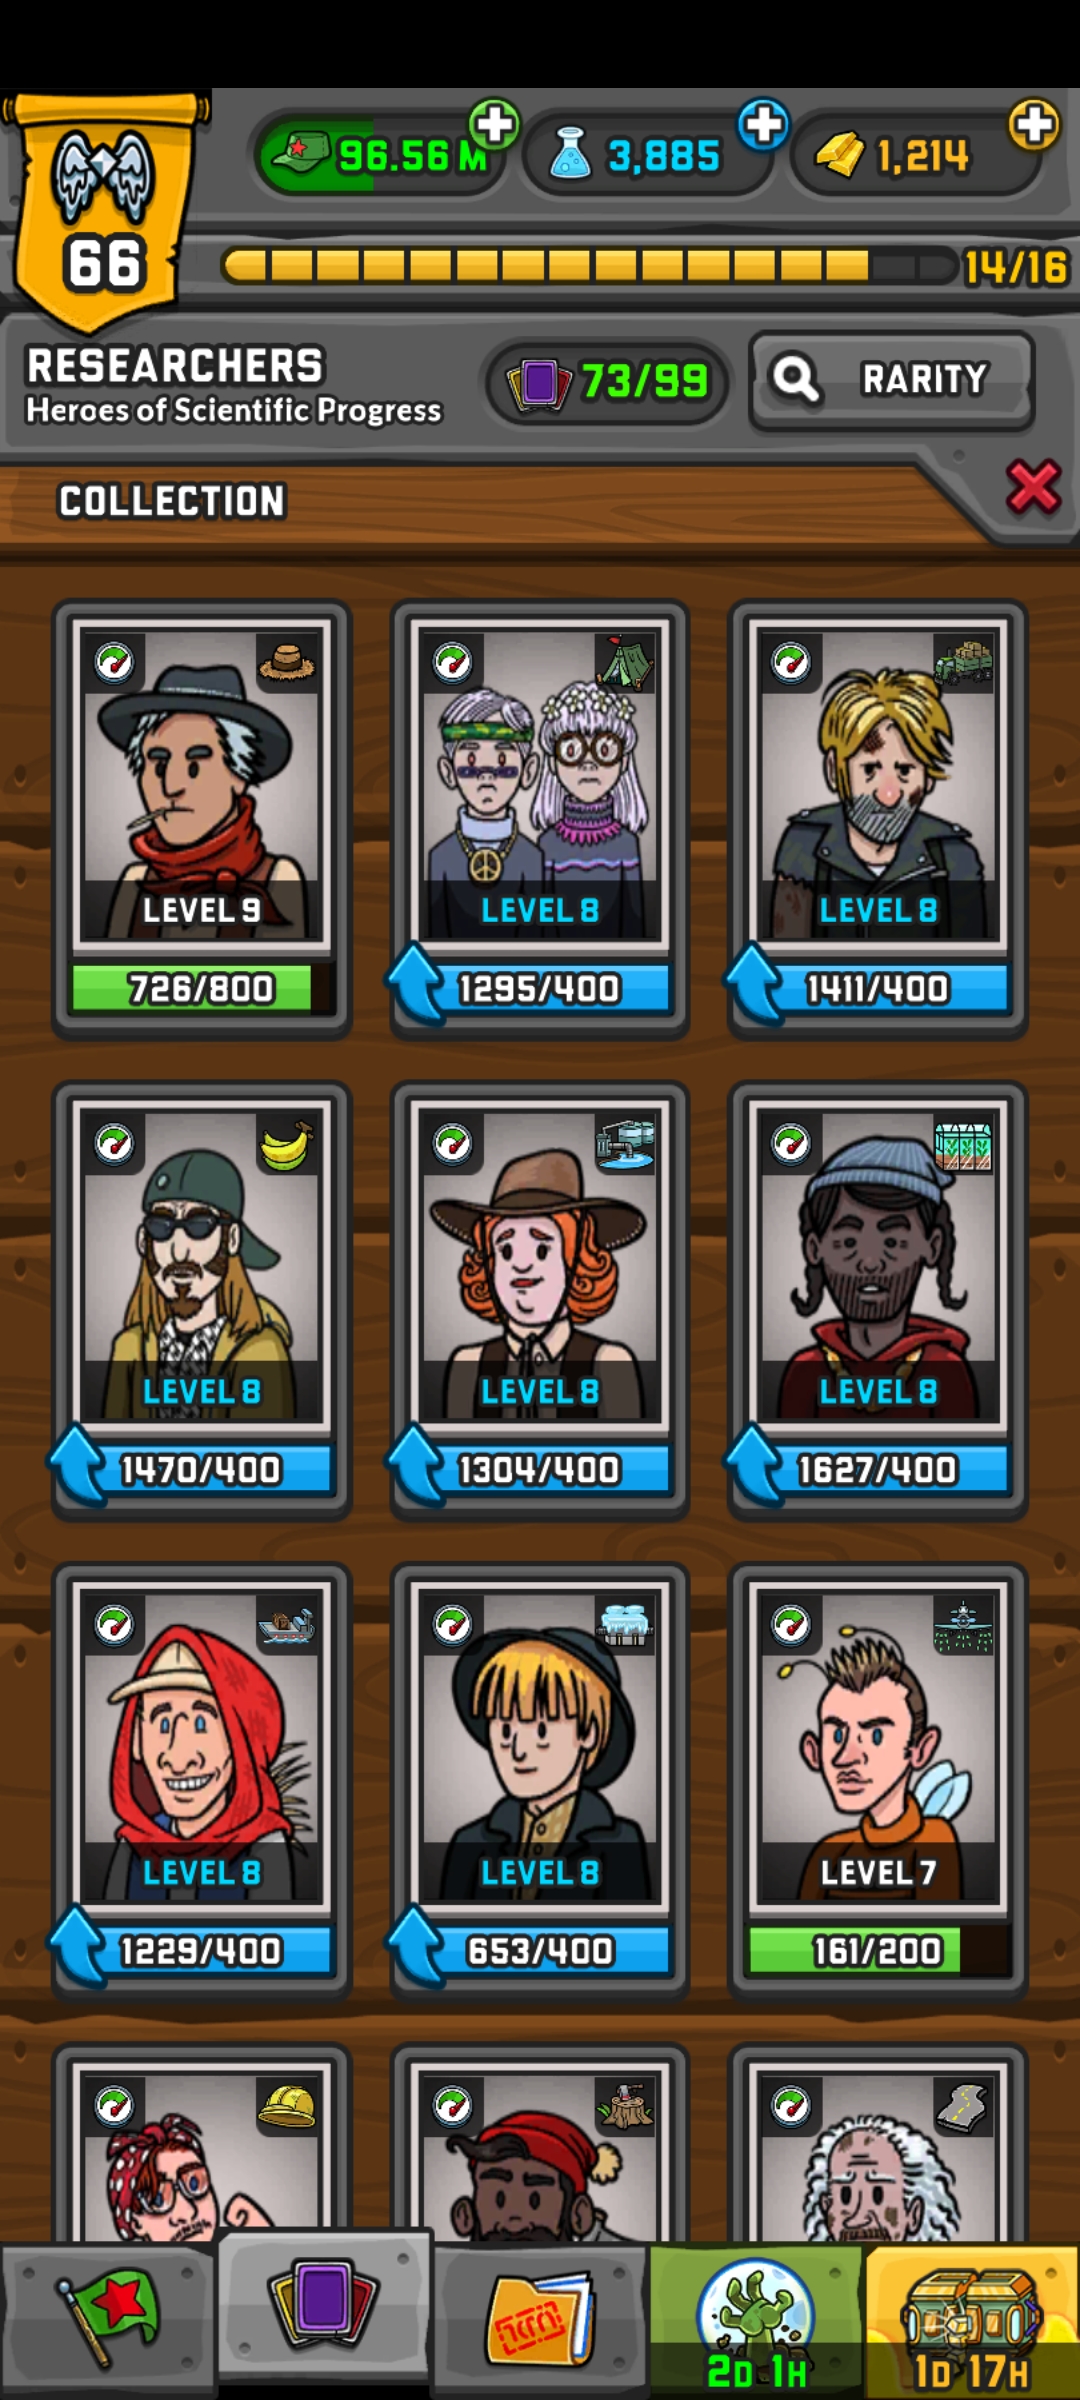 96.56 M
3,885
1,214
66
14/16
RESEARCHERS
Heroes of Scientific Progress
73/99
RARITY
COLLECTION
LEVEL 9
LEVEL 8
LEVEL 8
726/800
1295/400
1411/400
LEVEL 8
LEVEL 8
LEVEL 8
1470/400
1304/400
1627/400
LEVEL 8
LEVEL 8
LEVEL 7
1229/400
653/400
161/200
2D 1H
1D 17H